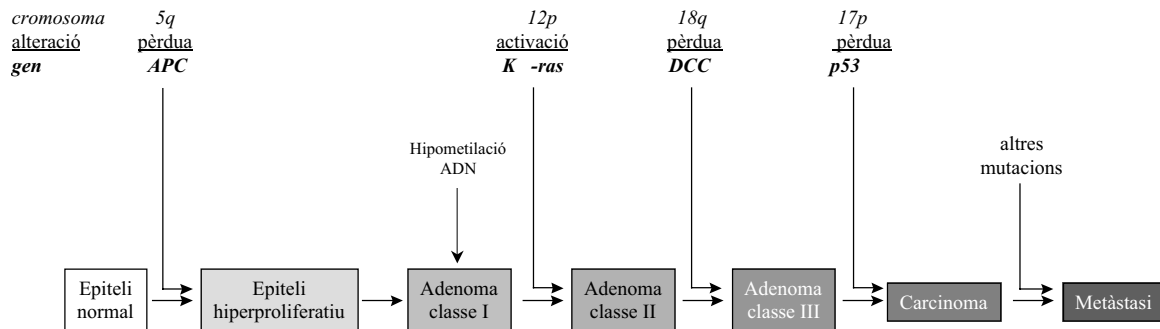 cromosoma 5q 12p 18q 17p
alteració pèrdua activació pèrdua pèrdua
gen APC K -ras DCC p53
Hipometilació
ADN
altres
mutacions
Epiteli
normal
Epiteli
hiperproliferatiu
Adenoma
classe I
Adenoma
classe II
Adenoma
classe III
Carcinoma
Metàstasi